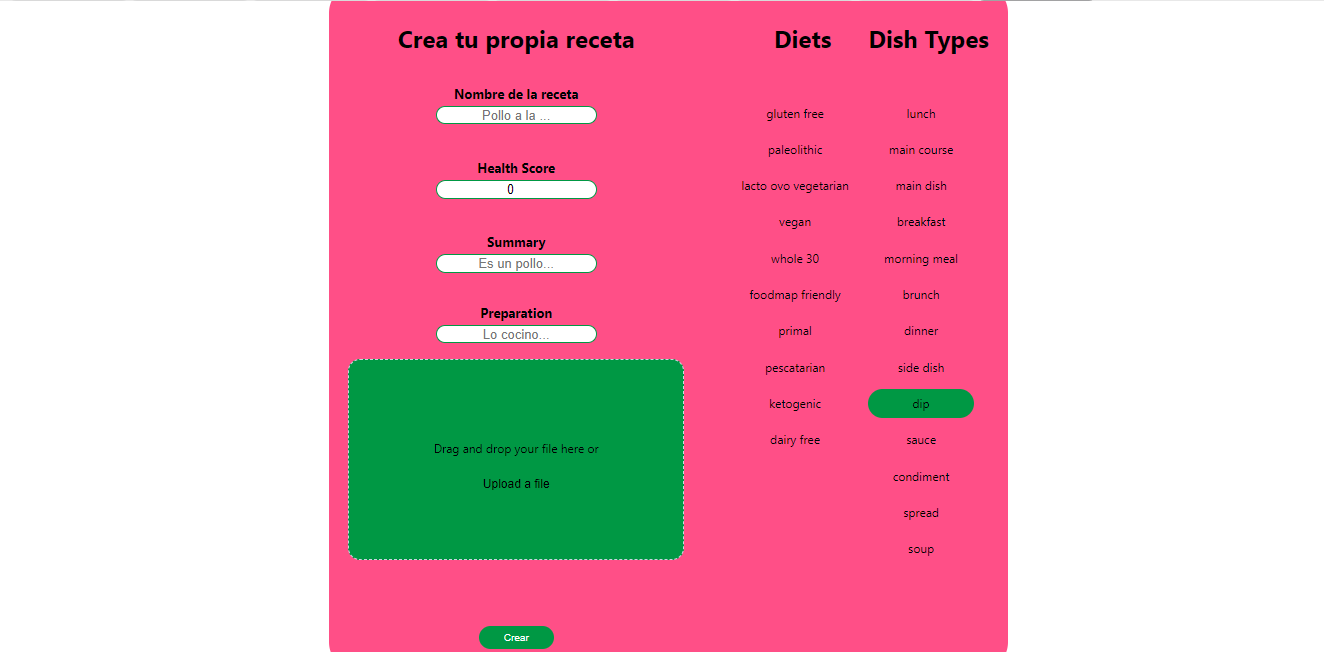 Crea tu propia receta
Nombre de la receta
Pollo a la ...
Health Score
0
Summary
Es un pollo...
Preparation
Lo cocino...
Drag and drop your file here or
Upload a file
Crear
Diets
gluten free
paleolithic
lacto ovo vegetarian
vegan
whole 30
foodmap friendly
primal
pescatarian
ketogenic
dairy free
Dish Types
lunch
main course
main dish
breakfast
morning meal
brunch
dinner
side dish
dip
sauce
condiment
spread
soup